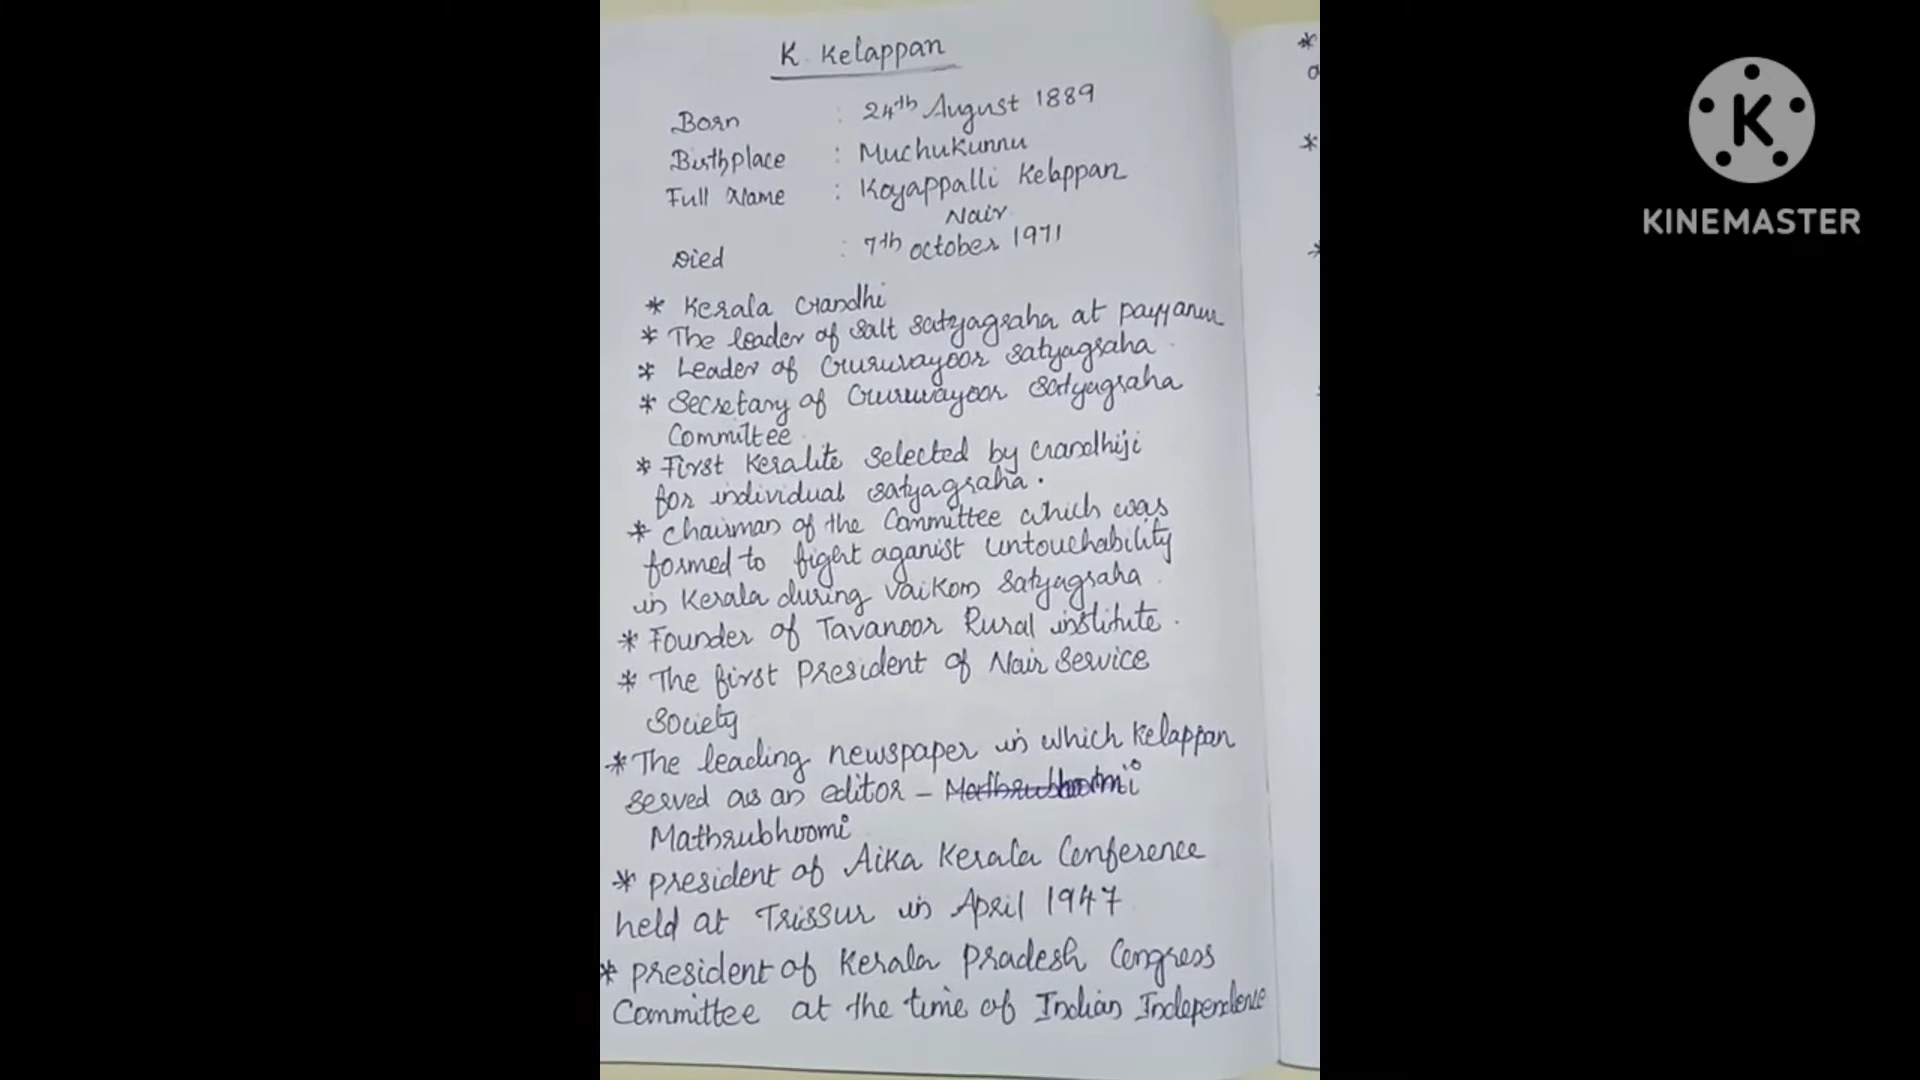 K. Kelappan
Born : 24th August 1889
Birthplace : Muchukunnu
Full Name : Koyappalli Kelappan
Nair
Died : 7th october 1971
* Kerala Gandhi
* The leader of salt satyagraha at payyanur
* Leader of Guruvayoor satyagraha
* Secretary of Guruvayoor satyagraha
Committee
* First Keralite selected by Gandhiji
for individual satyagraha.
* Chairman of the Committee which was
formed to fight aganist untouchability
in Kerala during vaikom satyagraha
* Founder of Tavanoor Rural institute.
* The first President of Nair Service
Society
* The leading newspaper in which Kelappan
served as an editor -
Mathrubhoomi
* president of Aika Kerala Conference
held at Trissur in April 1947
* president of Kerala pradesh Congress
Committee at the time of Indian Independence
K
KINEMASTER